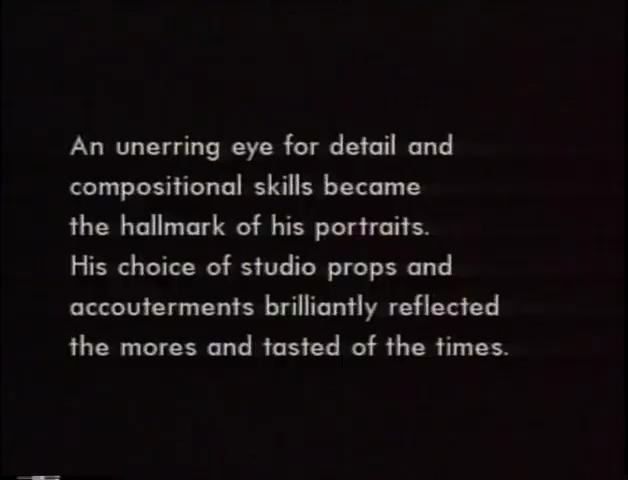 An unerring eye for detail and
compositional skills became
the hallmark of his portraits.
His choice of studio props and
accouterments brilliantly reflected
the mores and tasted of the times.